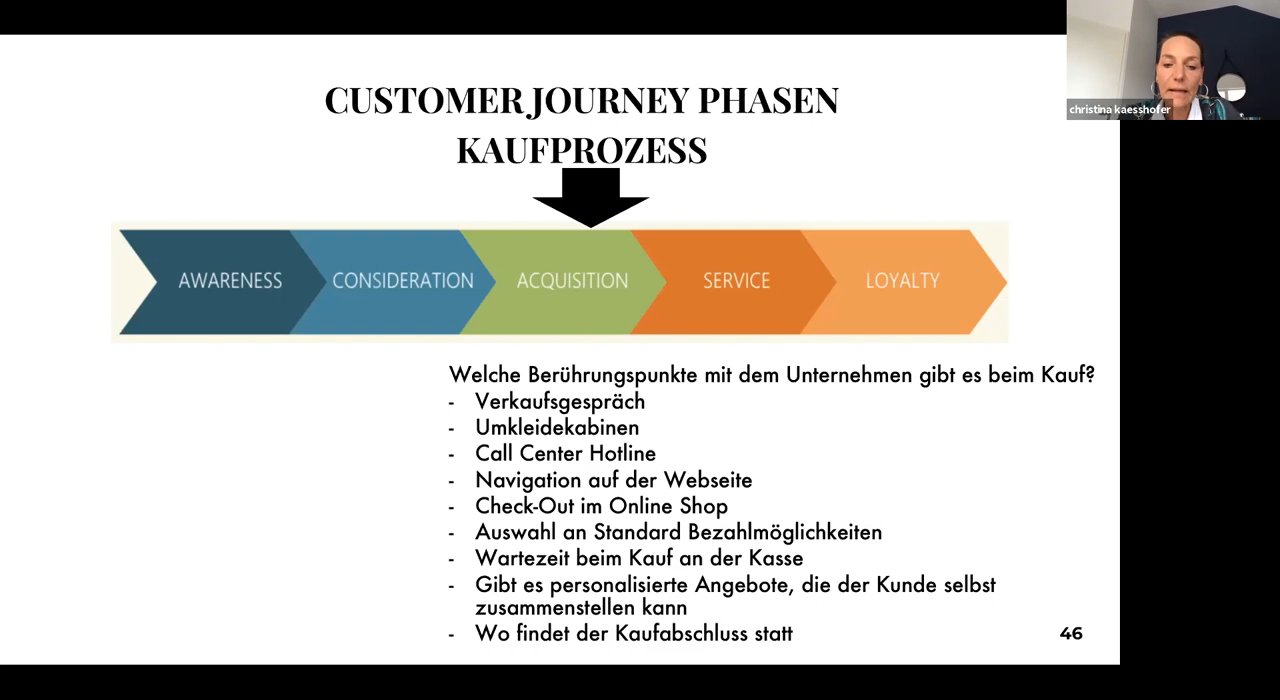 CUSTOMER JOURNEY PHASEN
KAUFPROZESS
christina kaesshofer
AWARENESS
CONSIDERATION
ACQUISITION
SERVICE
LOYALTY
Welche Berührungspunkte mit dem Unternehmen gibt es beim Kauf?
- Verkaufsgespräch
- Umkleidekabinen
- Call Center Hotline
- Navigation auf der Webseite
- Check-Out im Online Shop
- Auswahl an Standard Bezahlmöglichkeiten
- Wartezeit beim Kauf an der Kasse
- Gibt es personalisierte Angebote, die der Kunde selbst
zusammenstellen kann
- Wo findet der Kaufabschluss statt
46